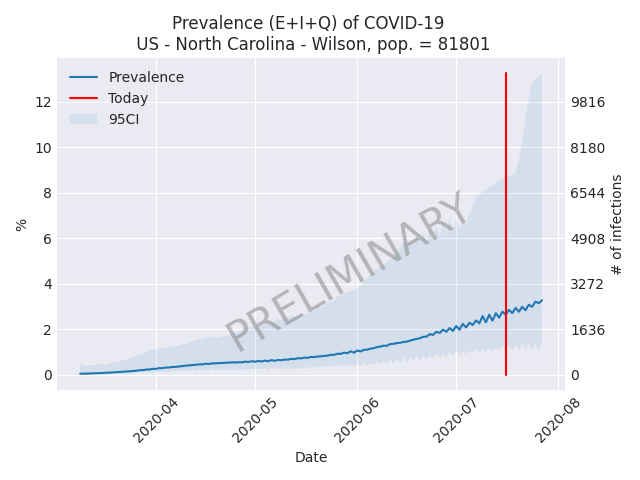 Prevalence (E+I+Q) of COVID-19
US - North Carolina - Wilson, pop. = 81801
Prevalence
Today
95CI
PRELIMINARY
%
12
10
8
6
4
2
0
9816
8180
6544
4908
3272
1636
0
# of infections
2020-04
2020-05
2020-06
2020-07
2020-08
Date